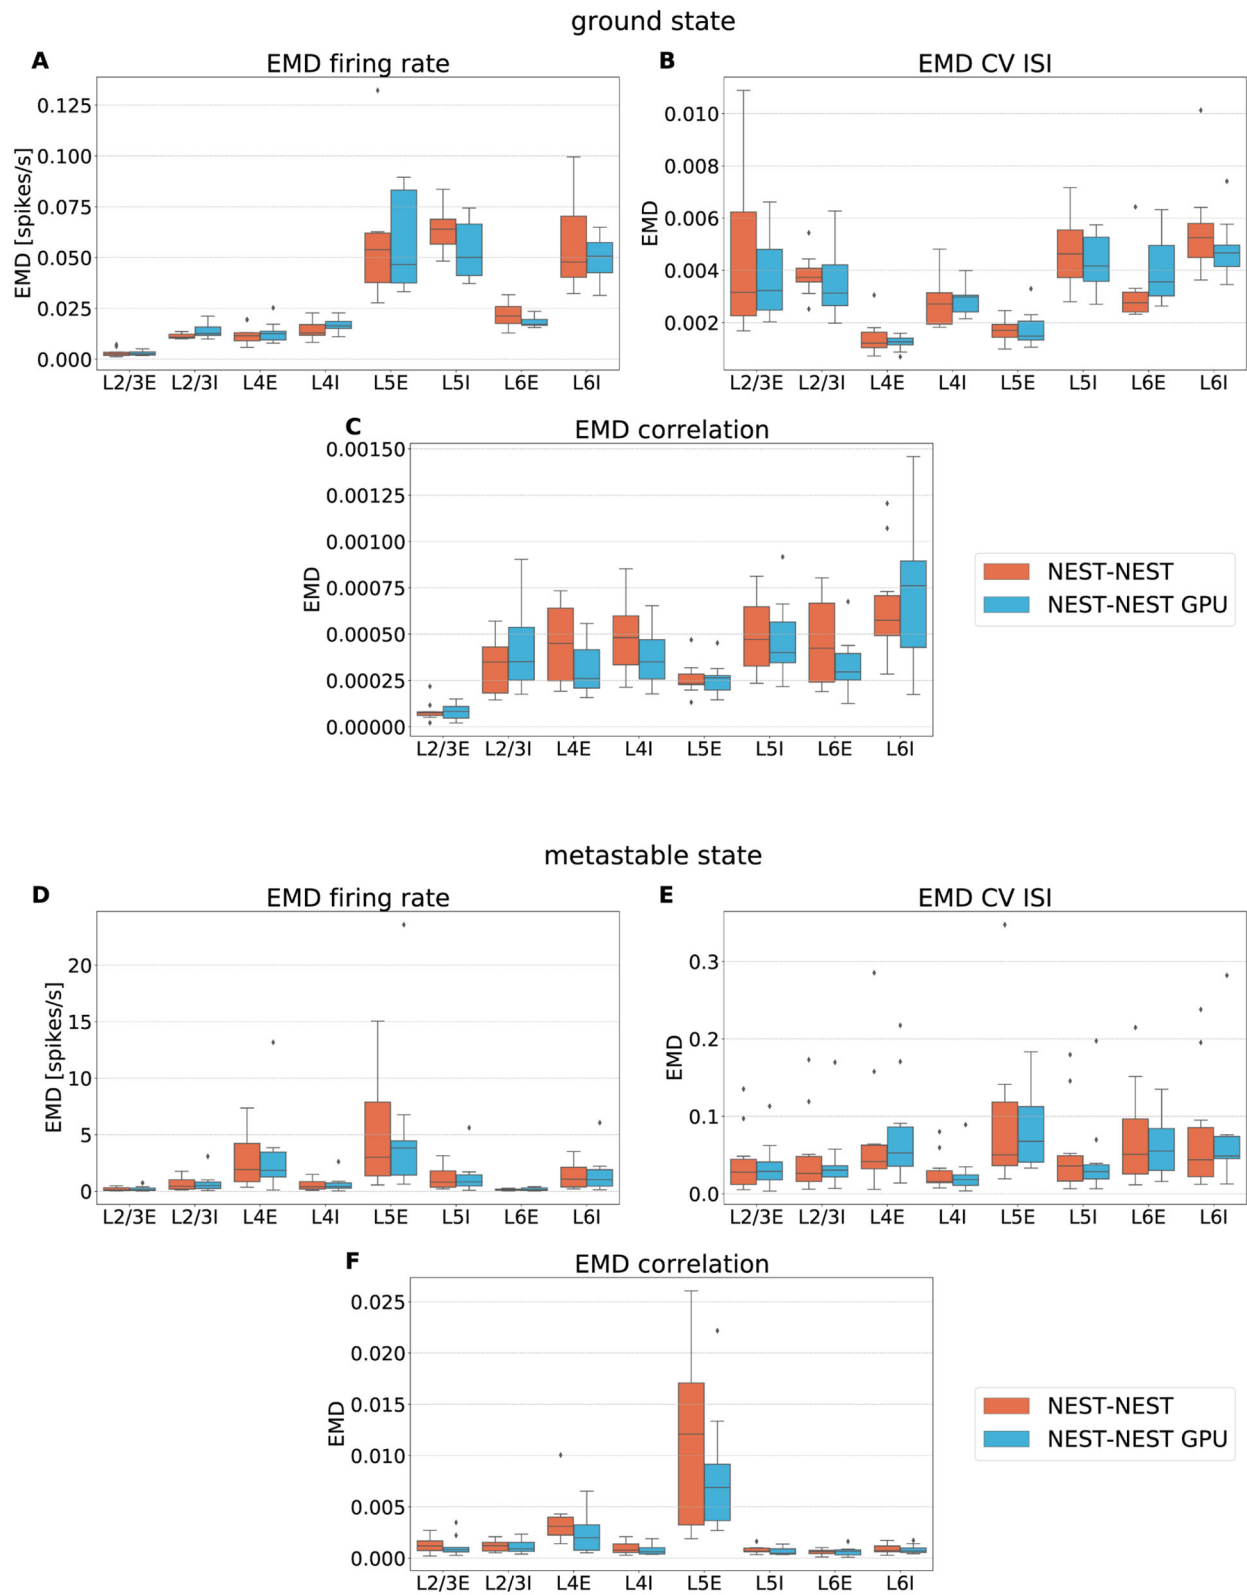 ground state
A
EMD firing rate
EMD [spikes/s]
0.125
0.100
0.075
0.050
0.025
0.000
L2/3E L2/3I L4E L4I L5E L5I L6E L6I
B
EMD CV ISI
EMD
0.010
0.008
0.006
0.004
0.002
L2/3E L2/3I L4E L4I L5E L5I L6E L6I
C
EMD correlation
EMD
0.00150
0.00125
0.00100
0.00075
0.00050
0.00025
0.00000
L2/3E L2/3I L4E L4I L5E L5I L6E L6I
NEST-NEST
NEST-NEST GPU
metastable state
D
EMD firing rate
EMD [spikes/s]
20
15
10
5
0
L2/3E L2/3I L4E L4I L5E L5I L6E L6I
E
EMD CV ISI
EMD
0.3
0.2
0.1
0.0
L2/3E L2/3I L4E L4I L5E L5I L6E L6I
F
EMD correlation
EMD
0.025
0.020
0.015
0.010
0.005
0.000
L2/3E L2/3I L4E L4I L5E L5I L6E L6I
NEST-NEST
NEST-NEST GPU